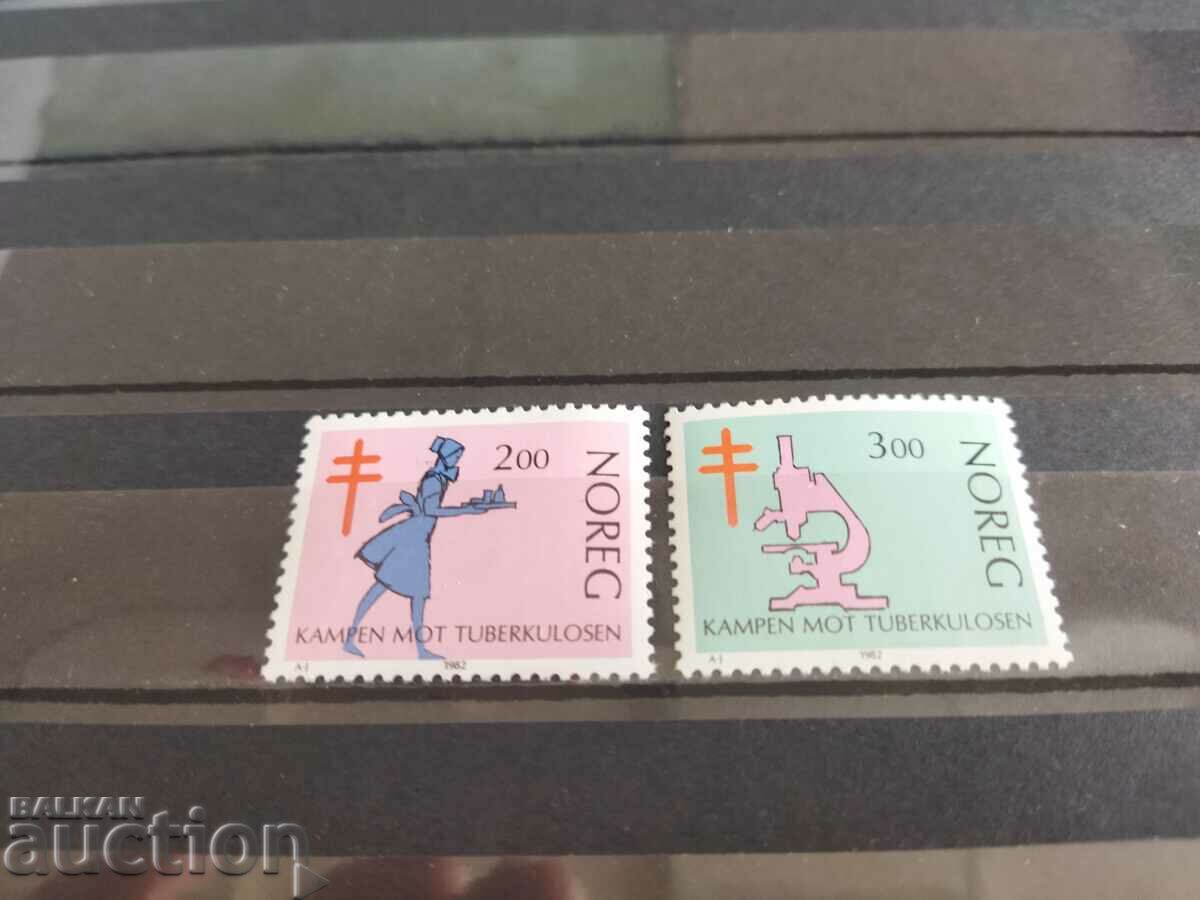 2.00
NOREG
KAMPEN MOT TUBERKULOSEN
A-J
1982
3.00
NOREG
KAMPEN MOT TUBERKULOSEN
A-J
1982
BALKAN
auction